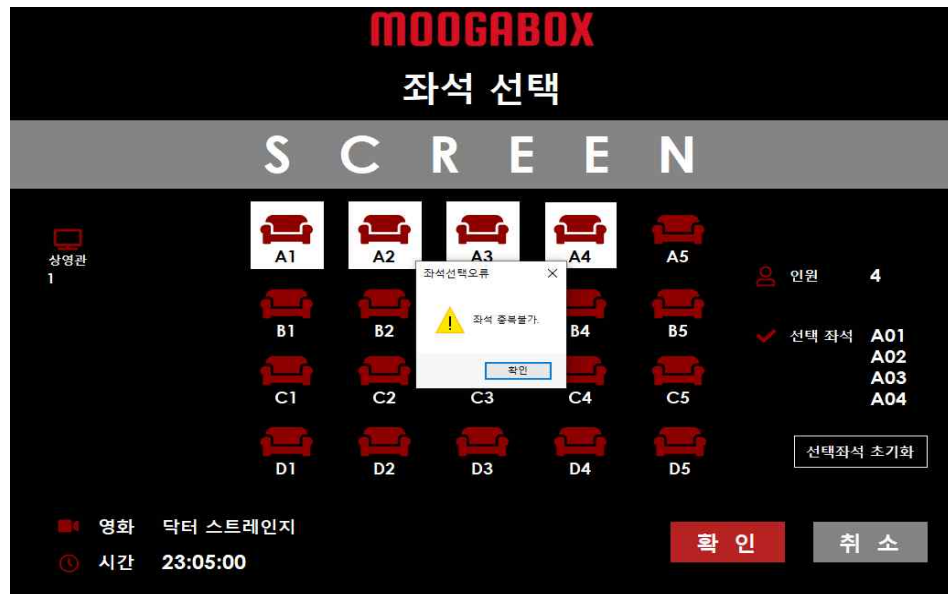 MOOGABOX
좌석 선택
SCREEN
상영관
1
A1 A2 A3 A4 A5
좌석선택오류
좌석 중복불가.
확인
B1 B2 B4 B5
C1 C2 C3 C4 C5
D1 D2 D3 D4 D5
인원 4
선택 좌석 A01
A02
A03
A04
선택좌석 초기화
영화 닥터 스트레인지
시간 23:05:00
확 인 취 소